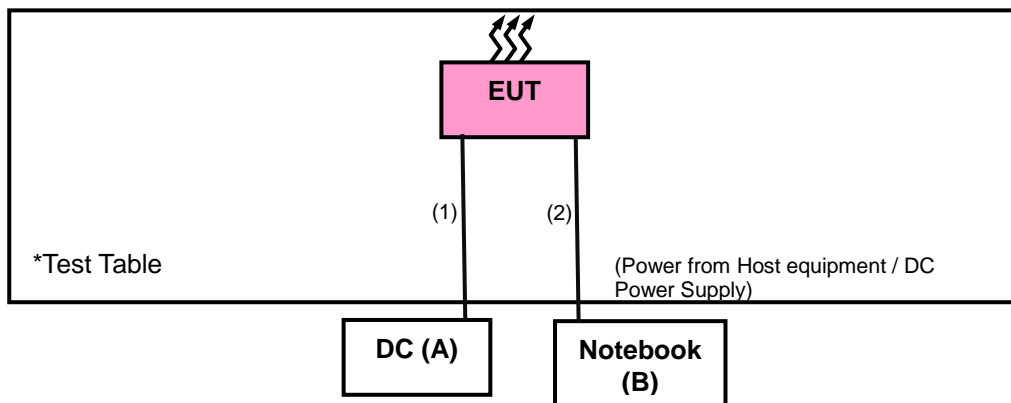 EUT
(1)
(2)
*Test Table
(Power from Host equipment / DC
Power Supply)
DC (A)
Notebook
(B)